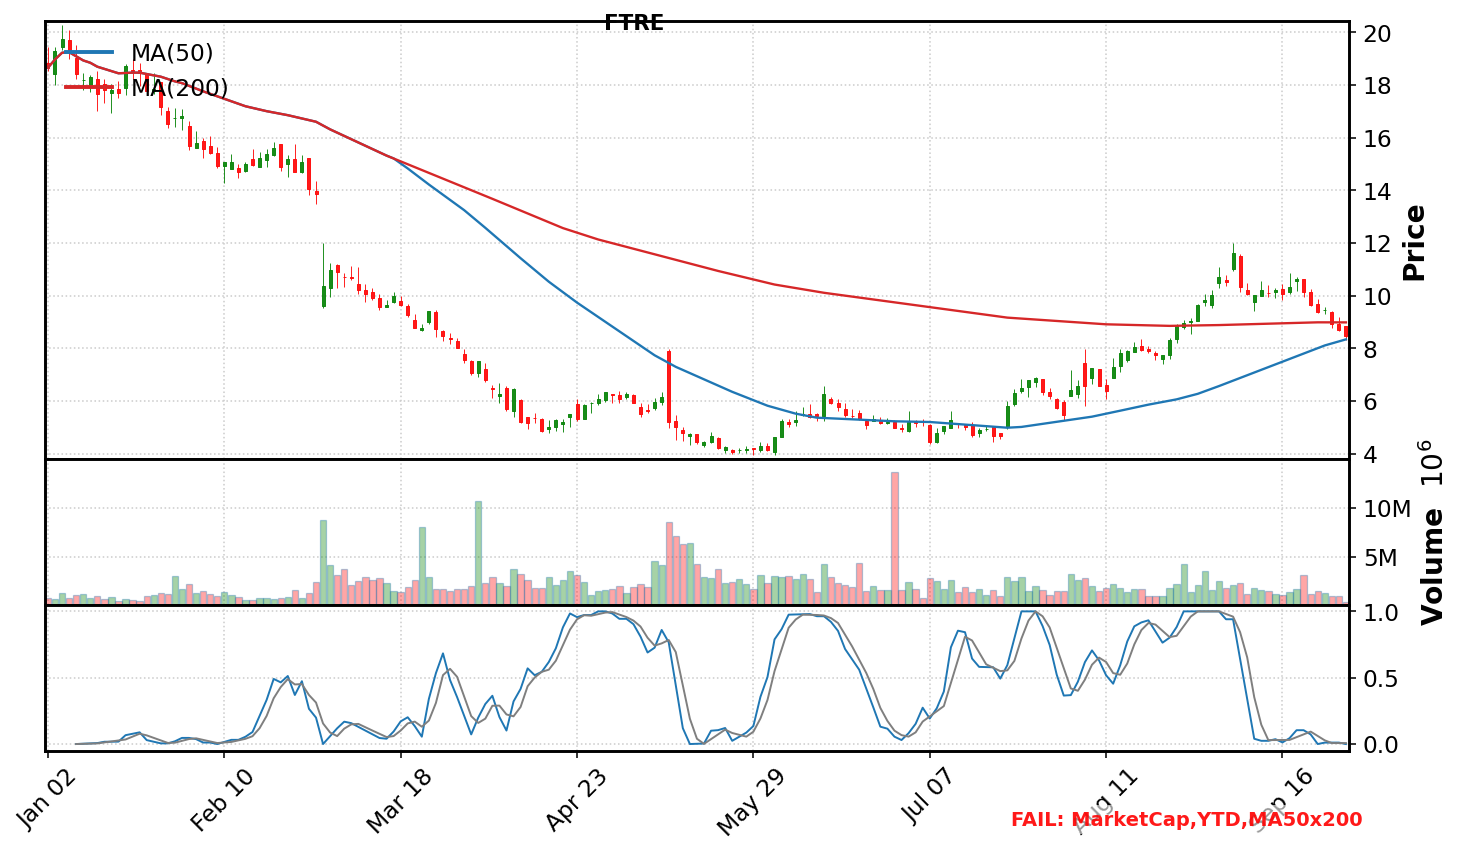 FTRE
MA(50)
MA(200)
20
18
16
14
12
10
8
6
4
Price
10M
5M
Volume 10^6
1.0
0.5
0.0
Jan 02
Feb 10
Mar 18
Apr 23
May 29
Jul 07
Aug 11
Sep 16
FAIL: MarketCap,YTD,MA50x200